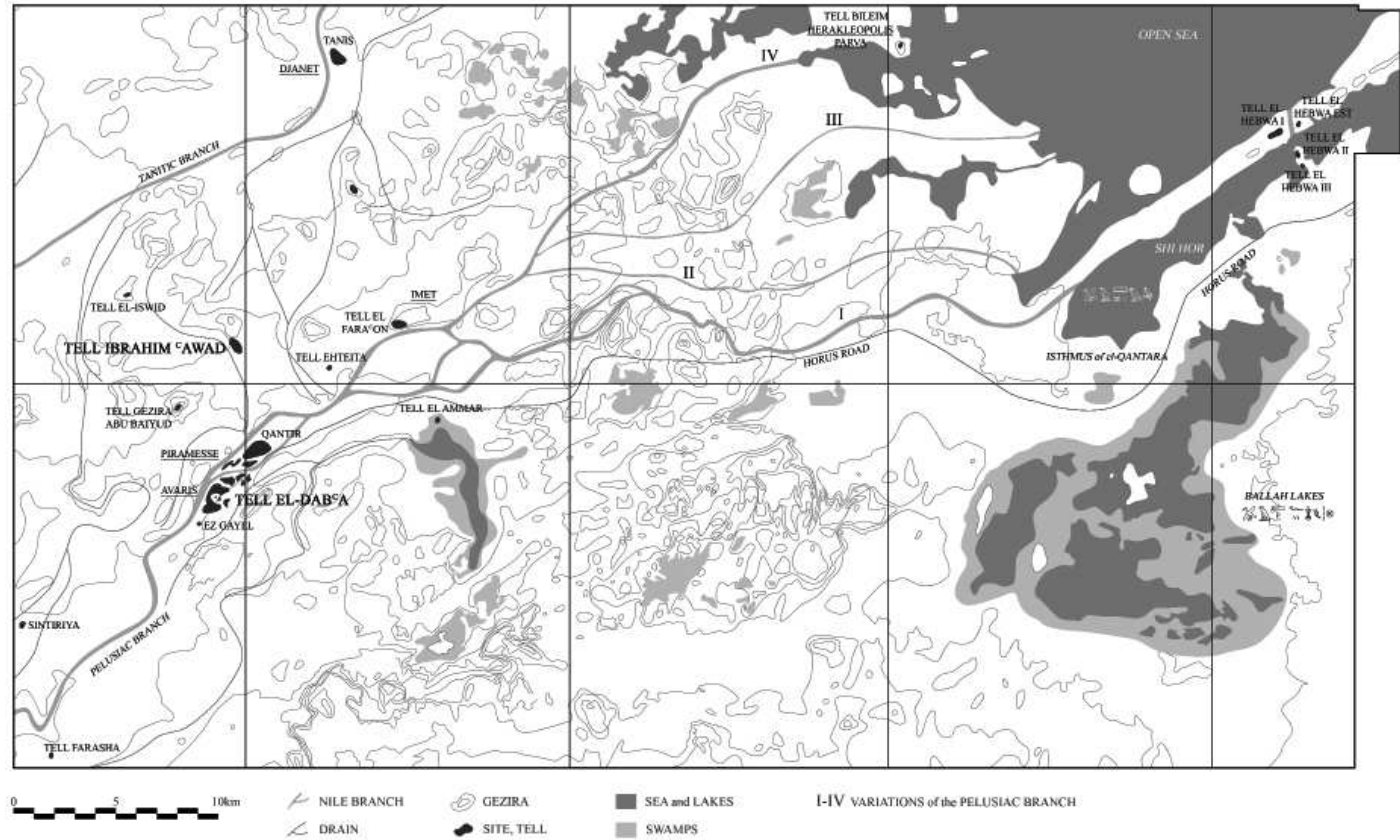 TELL BILEIM
HERAKLEOPOLIS
PARVA
OPEN SEA
TANIS
DJANET
IV
III
TELL EL
HEBWA I
TELL EL
HEBWA EST
TELL EL
HEBWA II
TELL EL
HEBWA III
TANITIC BRANCH
SHI HOR
HORUS ROAD
II
IMET
TELL EL-ISWID
TELL EL
FARAʿON
I
TELL IBRAHIM ʿAWAD
TELL EHTEITA
HORUS ROAD
ISTHMUS of el-QANTARA
TELL GEZIRA
ABU BAIYUD
TELL EL AMMAR
QANTIR
PIRAMESSE
AVARIS
TELL EL-DABʿA
EZ GAYEL
BALLAH LAKES
SINTIRIYA
PELUSIAC BRANCH
TELL FARASHA
0 5 10km
NILE BRANCH
GEZIRA
SEA and LAKES
I-IV VARIATIONS of the PELUSIAC BRANCH
DRAIN
SITE, TELL
SWAMPS